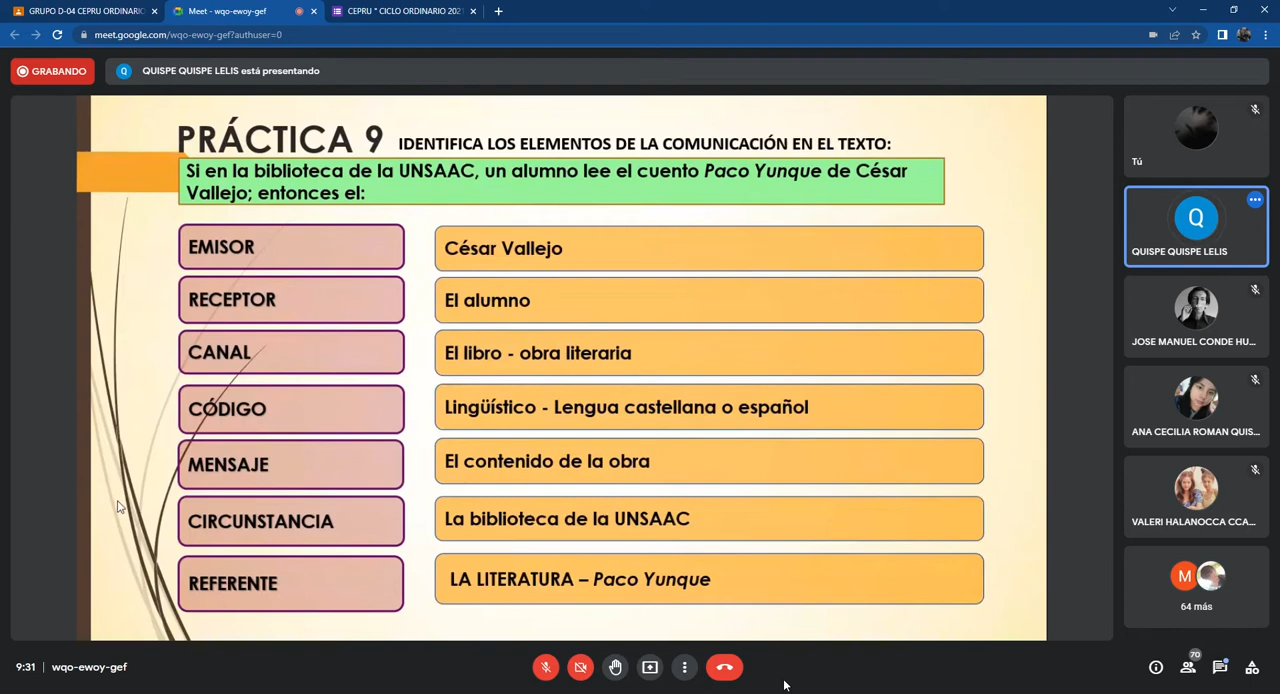 GRUPO D-04 CEPRU ORDINARIO
Meet - wqo-ewoy-gef
CEPRU " CICLO ORDINARIO 2021
meet.google.com/wqo-ewoy-gef?authuser=0
GRABANDO
Q
QUISPE QUISPE LELIS está presentando
PRÁCTICA 9 IDENTIFICA LOS ELEMENTOS DE LA COMUNICACIÓN EN EL TEXTO:
Si en la biblioteca de la UNSAAC, un alumno lee el cuento Paco Yunque de César
Vallejo; entonces el:
EMISOR
César Vallejo
RECEPTOR
El alumno
CANAL
El libro - obra literaria
CÓDIGO
Lingüístico - Lengua castellana o español
MENSAJE
El contenido de la obra
CIRCUNSTANCIA
La biblioteca de la UNSAAC
REFERENTE
LA LITERATURA – Paco Yunque
Tú
Q
QUISPE QUISPE LELIS
JOSE MANUEL CONDE HU...
ANA CECILIA ROMAN QUIS...
VALERI HALANOCCA CCA...
M
64 más
9:31 | wqo-ewoy-gef
70